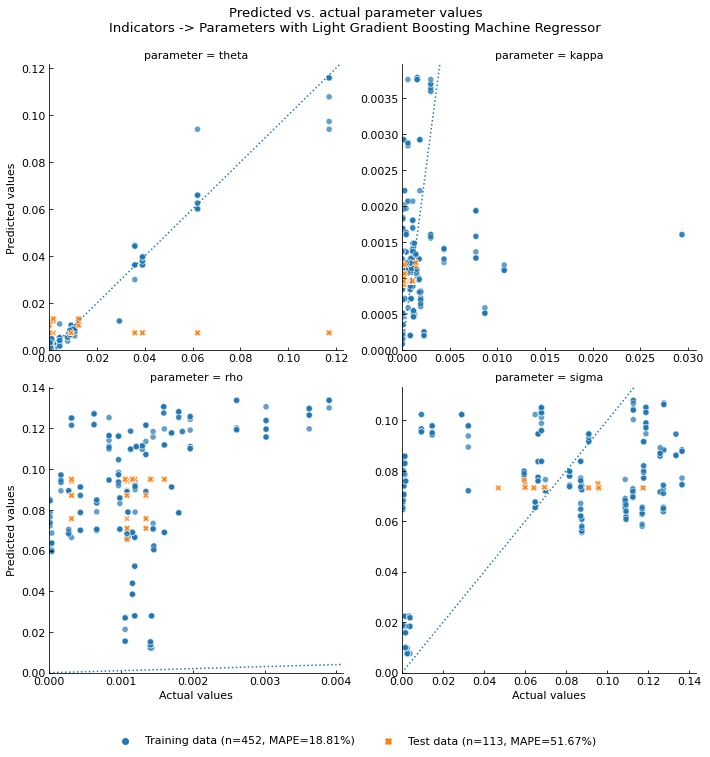 Predicted vs. actual parameter values
Indicators -> Parameters with Light Gradient Boosting Machine Regressor
parameter = theta
0.12
0.10
0.08
0.06
0.04
0.02
0.00
Predicted values
0.00 0.02 0.04 0.06 0.08 0.10 0.12
parameter = kappa
0.0035
0.0030
0.0025
0.0020
0.0015
0.0010
0.0005
0.0000
0.000 0.005 0.010 0.015 0.020 0.025 0.030
parameter = rho
0.14
0.12
0.10
0.08
0.06
0.04
0.02
0.00
Predicted values
0.000 0.001 0.002 0.003 0.004
Actual values
parameter = sigma
0.10
0.08
0.06
0.04
0.02
0.00
0.00 0.02 0.04 0.06 0.08 0.10 0.12 0.14
Actual values
Training data (n=452, MAPE=18.81%)
Test data (n=113, MAPE=51.67%)